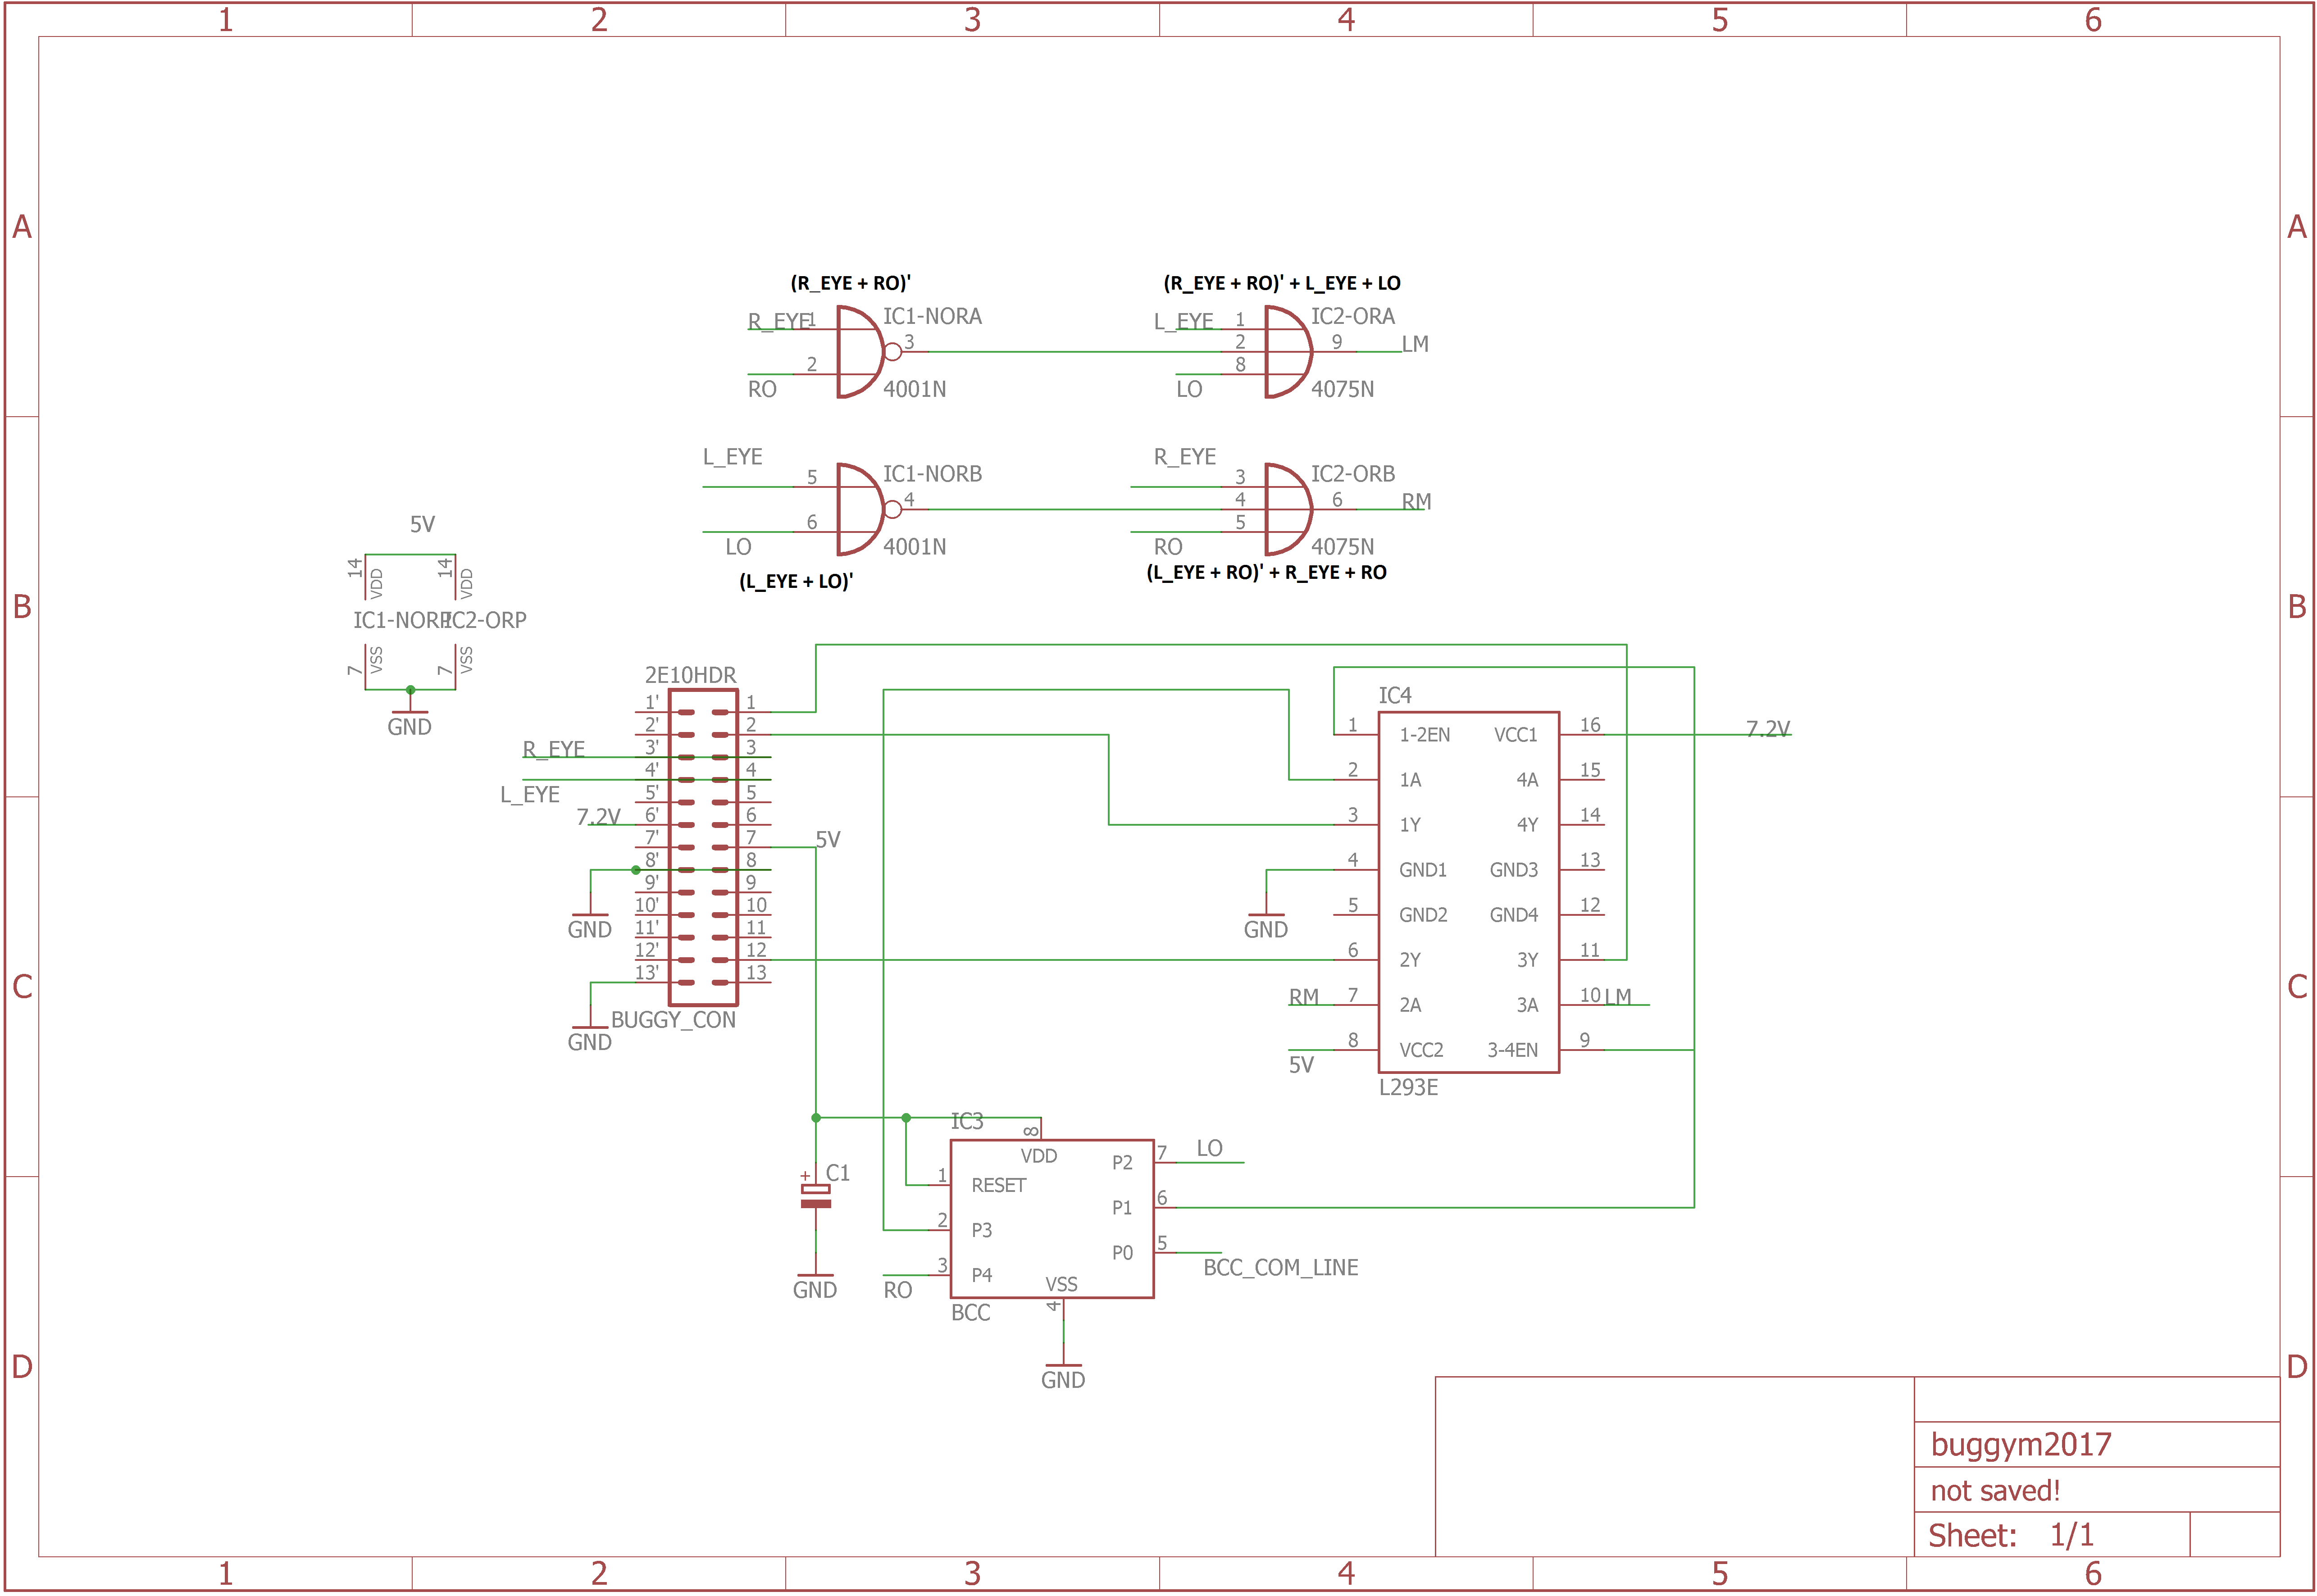 1 2 3 4 5 6
A A
(R_EYE + RO)' (R_EYE + RO)' + L_EYE + LO
R_EYE 1 IC1-NORA L_EYE 1 IC2-ORA
3 2 9 LM
2 8
RO 4001N LO 4075N
L_EYE R_EYE
5 IC1-NORB 3 IC2-ORB
4 4 6 RM
6 5
LO 4001N RO 4075N
(L_EYE + LO)' (L_EYE + RO)' + R_EYE + RO
5V
14 VDD 14 VDD
B B
IC1-NORP IC2-ORP
7 VSS 7 VSS
GND
2E10HDR
1' 1
2' 2
R_EYE 3' 3
4' 4
L_EYE 5' 5
7.2V 6' 6
7' 7 5V
8' 8
9' 9
10' 10
GND 11' 11
12' 12
13' 13
BUGGY_CON
GND
IC4
1 1-2EN VCC1 16 7.2V
2 1A 4A 15
3 1Y 4Y 14
4 GND1 GND3 13
5 GND2 GND4 12
GND
6 2Y 3Y 11
RM 7 2A 3A 10 LM
8 VCC2 3-4EN 9
5V
L293E
C C
IC3
8
VDD P2 7 LO
+ C1
1 RESET
P1 6
2 P3
P0 5
BCC_COM_LINE
3 P4
RO VSS
GND
BCC 4
GND
D D
buggym2017
not saved!
Sheet: 1/1
1 2 3 4 5 6